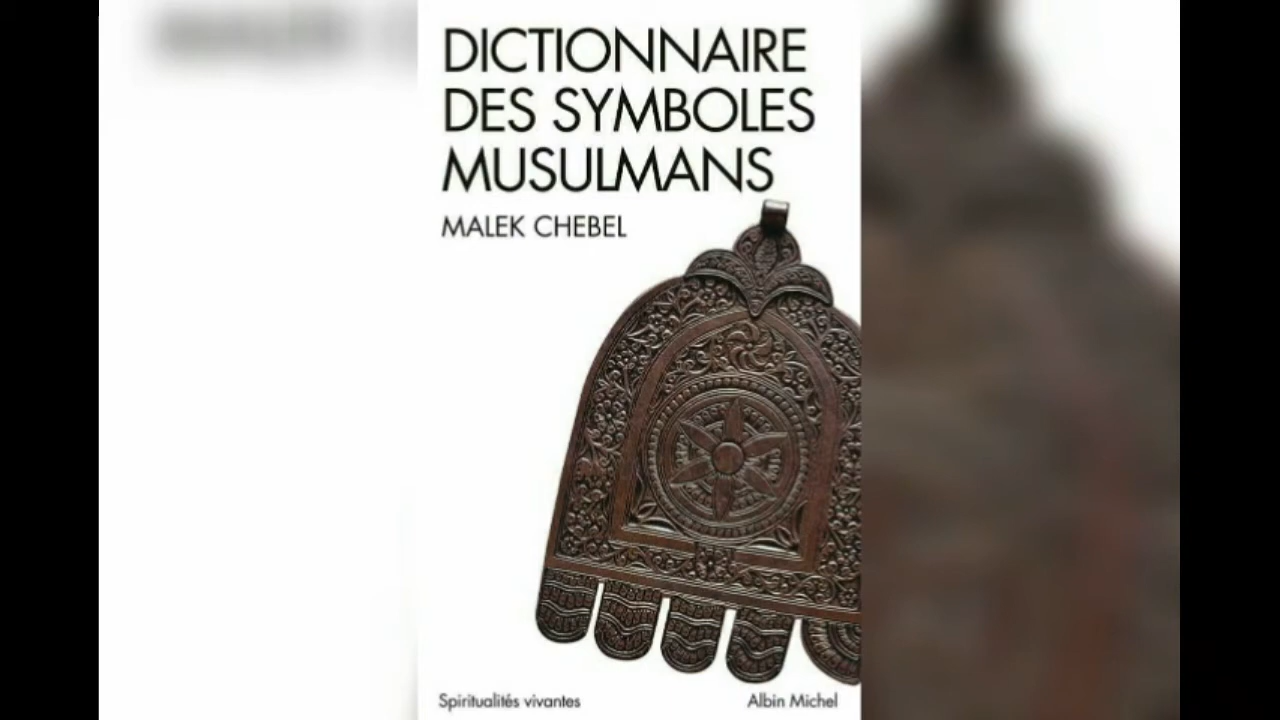 DICTIONNAIRE
DES SYMBOLES
MUSULMANS
MALEK CHEBEL
Spiritualités vivantes
Albin Michel